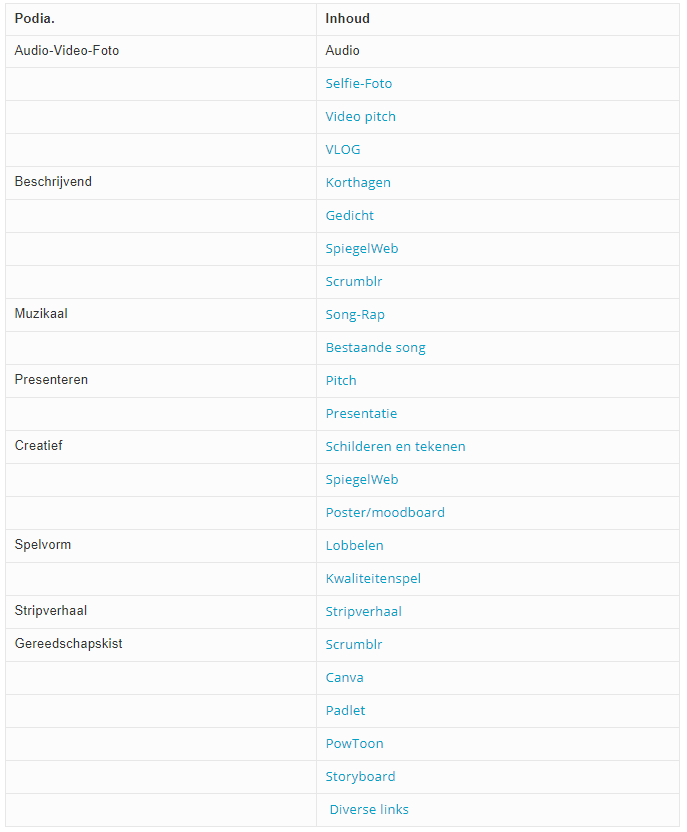 Podia. Inhoud
Audio-Video-Foto Audio
Selfie-Foto
Video pitch
VLOG
Beschrijvend Korthagen
Gedicht
SpiegelWeb
Scrumblr
Muzikaal Song-Rap
Bestaande song
Presenteren Pitch
Presentatie
Creatief Schilderen en tekenen
SpiegelWeb
Poster/moodboard
Spelvorm Lobbelen
Kwaliteitenspel
Stripverhaal Stripverhaal
Gereedschapskist Scrumblr
Canva
Padlet
PowToon
Storyboard
Diverse links